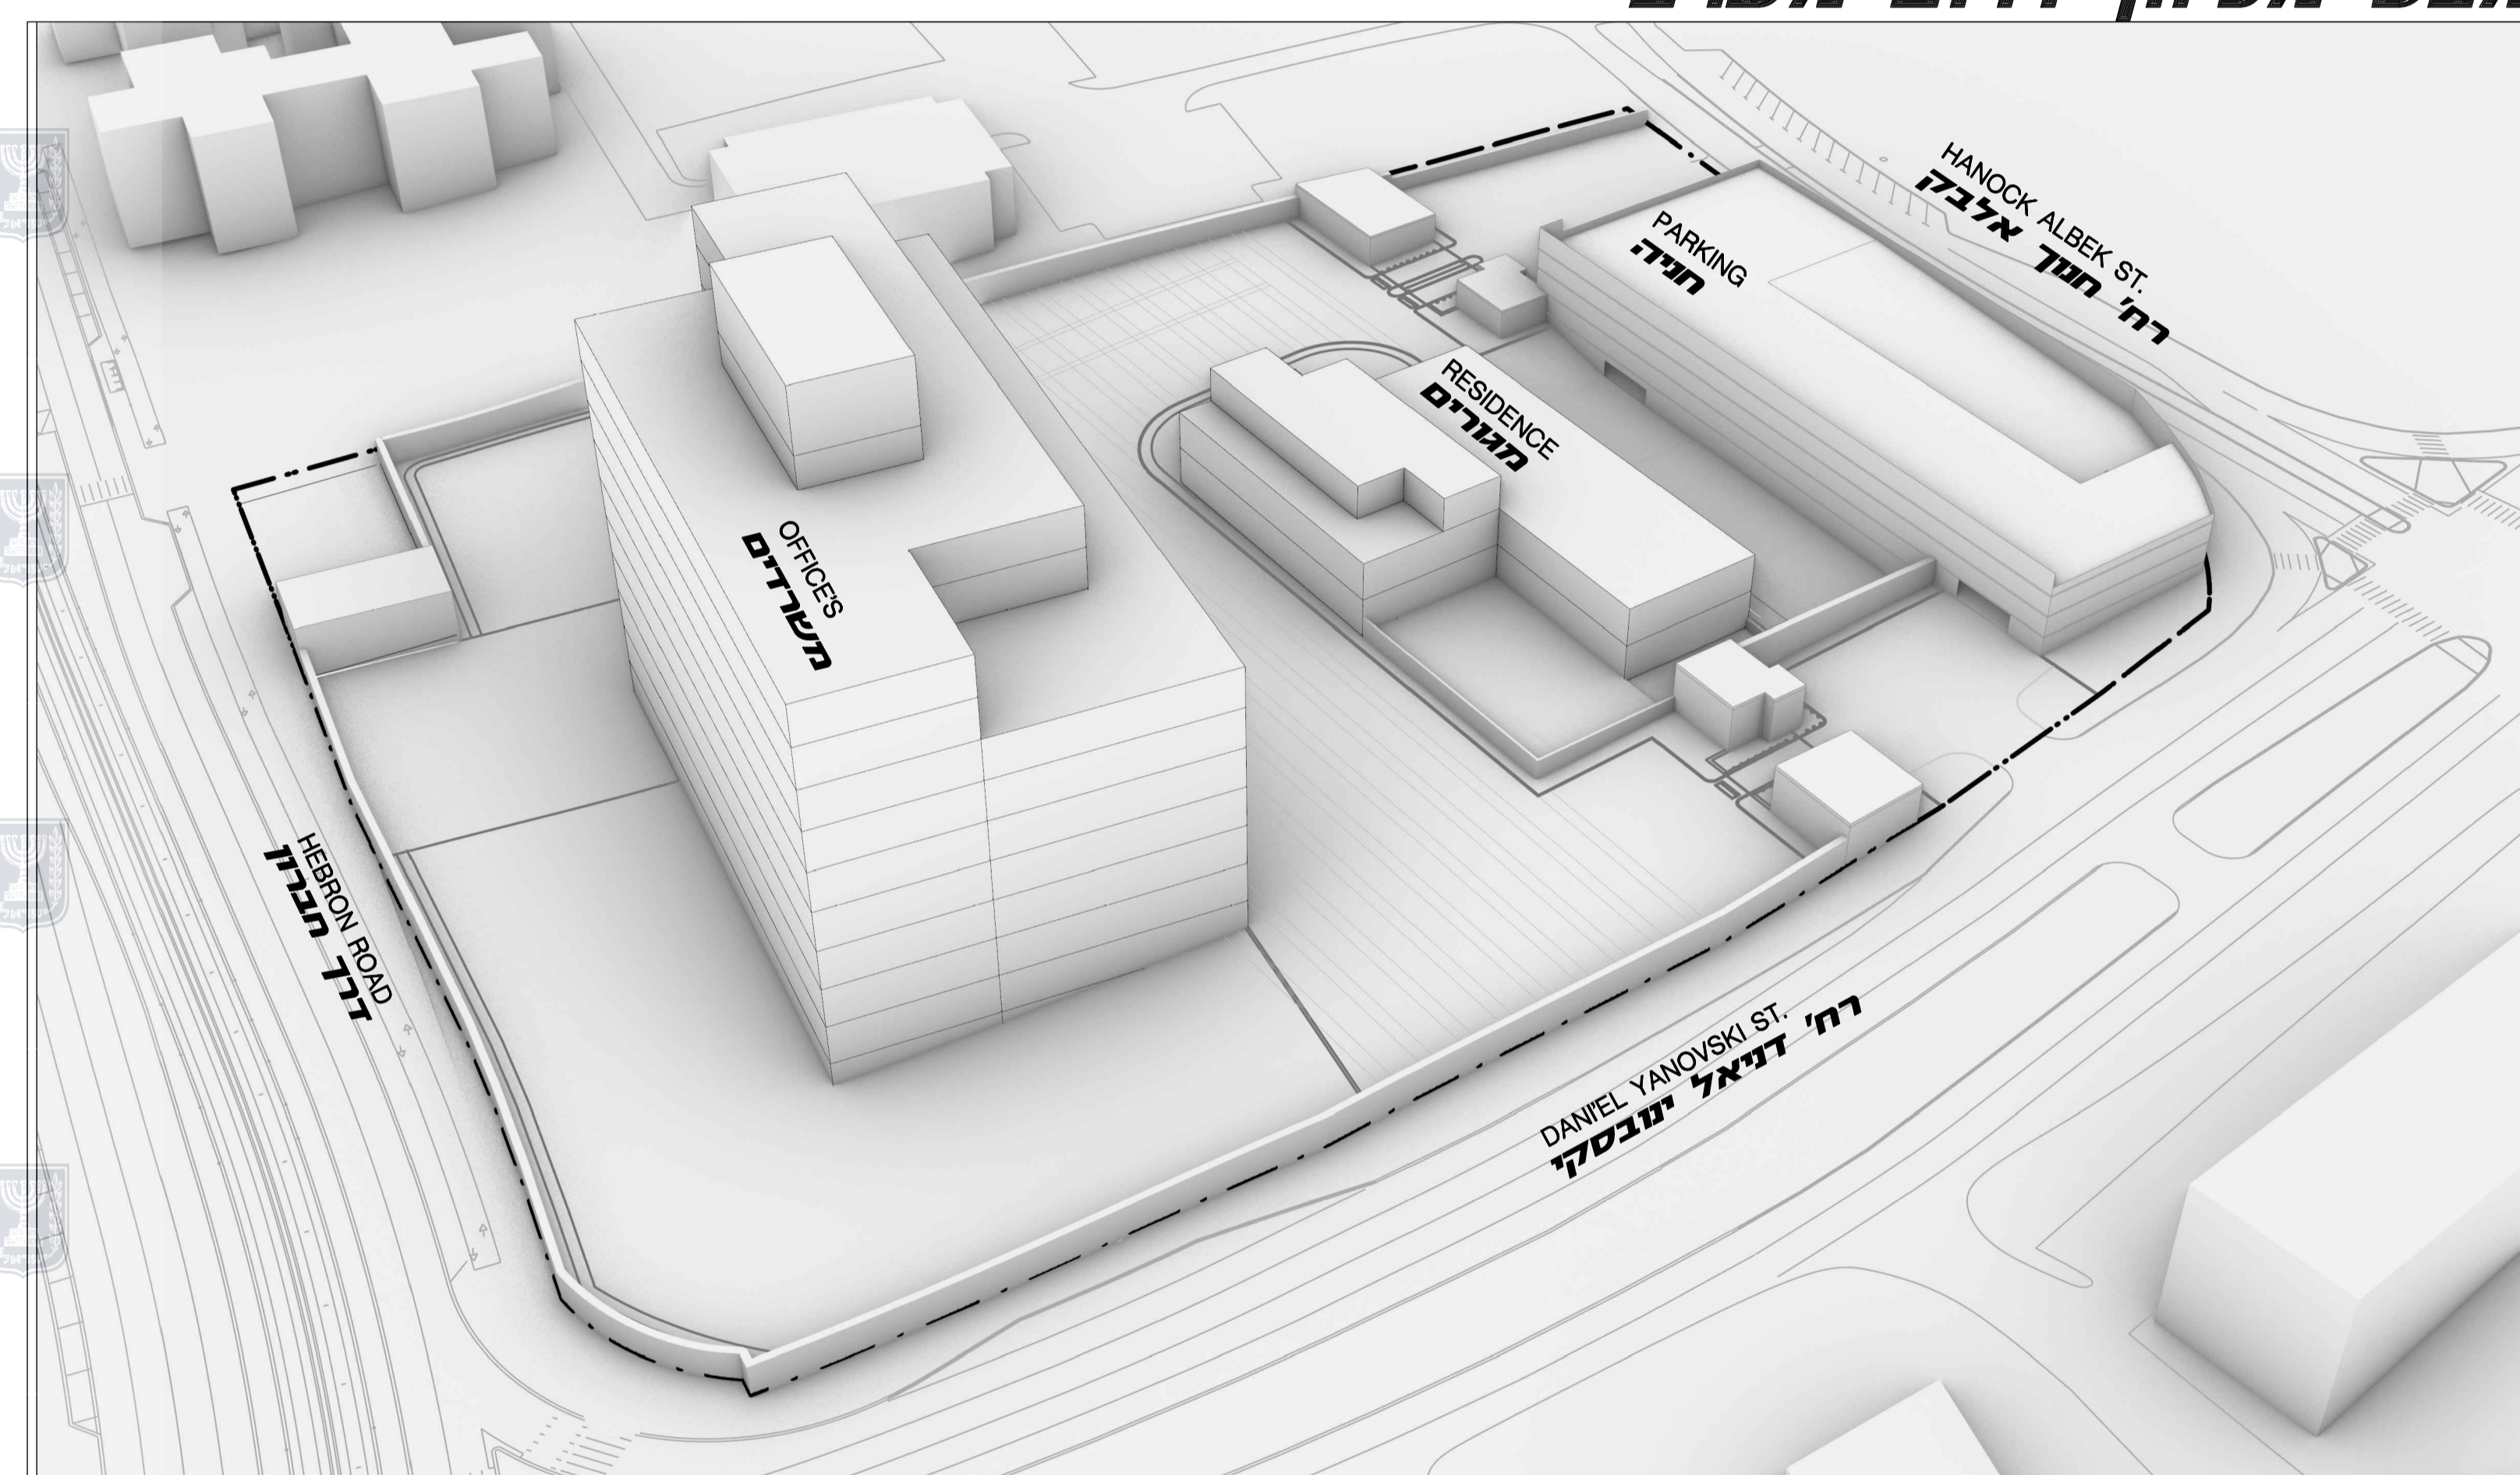 HANOCK ALBEK ST.
רח' חנוך אלבק
PARKING
חניה
RESIDENCE
מגורים
OFFICE'S
משרדים
HEBRON ROAD
דרך חברון
DANI'EL YANOVSKI ST.
רח' דניאל ינובסקי